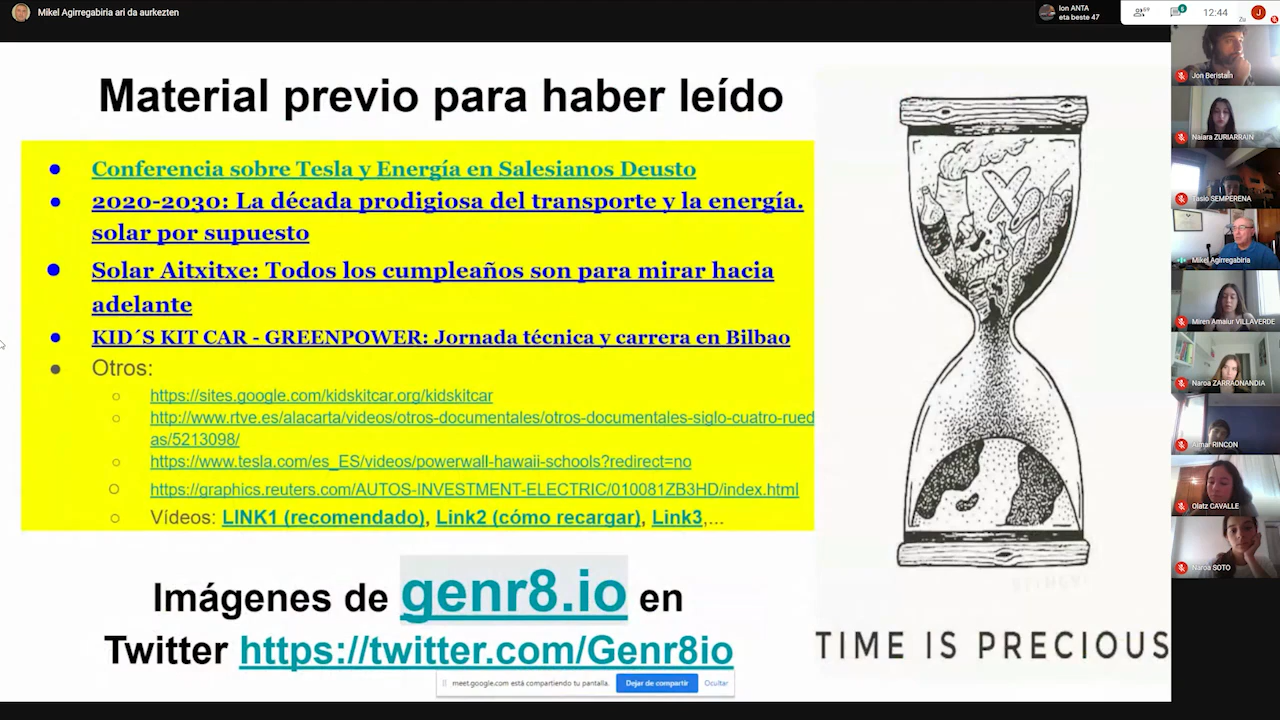 Mikel Agirregabiria ari da aurkezten
Ion ANTA
eta beste 47
69
6
12:44
Zu
J
Material previo para haber leído
Conferencia sobre Tesla y Energía en Salesianos Deusto
2020-2030: La década prodigiosa del transporte y la energía.
solar por supuesto
Solar Aitxitxe: Todos los cumpleaños son para mirar hacia
adelante
KID´S KIT CAR - GREENPOWER: Jornada técnica y carrera en Bilbao
Otros:
https://sites.google.com/kidskitcar.org/kidskitcar
http://www.rtve.es/alacarta/videos/otros-documentales/otros-documentales-siglo-cuatro-rued
as/5213098/
https://www.tesla.com/es_ES/videos/powerwall-hawaii-schools?redirect=no
https://graphics.reuters.com/AUTOS-INVESTMENT-ELECTRIC/010081ZB3HD/index.html
Vídeos: LINK1 (recomendado), Link2 (cómo recargar), Link3,...
Imágenes de genr8.io en
Twitter https://twitter.com/Genr8io
TIME IS PRECIOUS
meet.google.com está compartiendo tu pantalla.
Dejar de compartir
Ocultar
Jon Beristain
Naiara ZURIARRAIN
Tasio SEMPERENA
Mikel Agirregabiria
Miren Amaiur VILLAVERDE
Naroa ZARRAONANDIA
Aimar RINCON
Olatz CAVALLE
Naroa SOTO